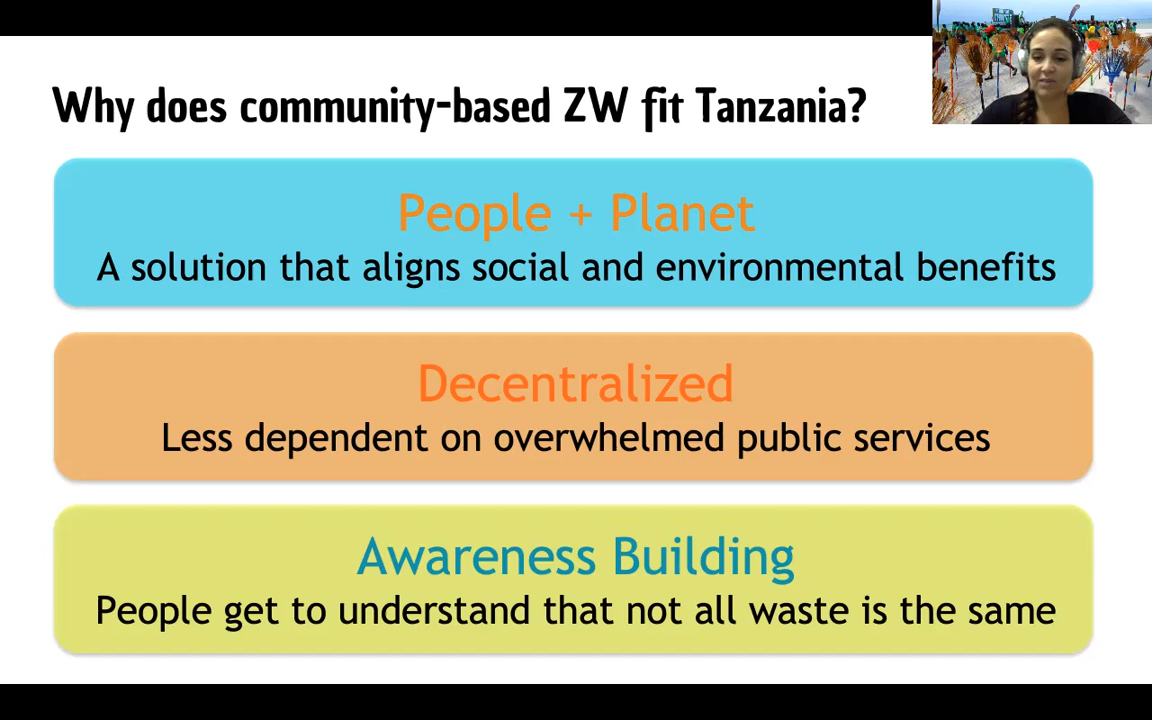 Why does community-based ZW fit Tanzania?
People + Planet
A solution that aligns social and environmental benefits
Decentralized
Less dependent on overwhelmed public services
Awareness Building
People get to understand that not all waste is the same